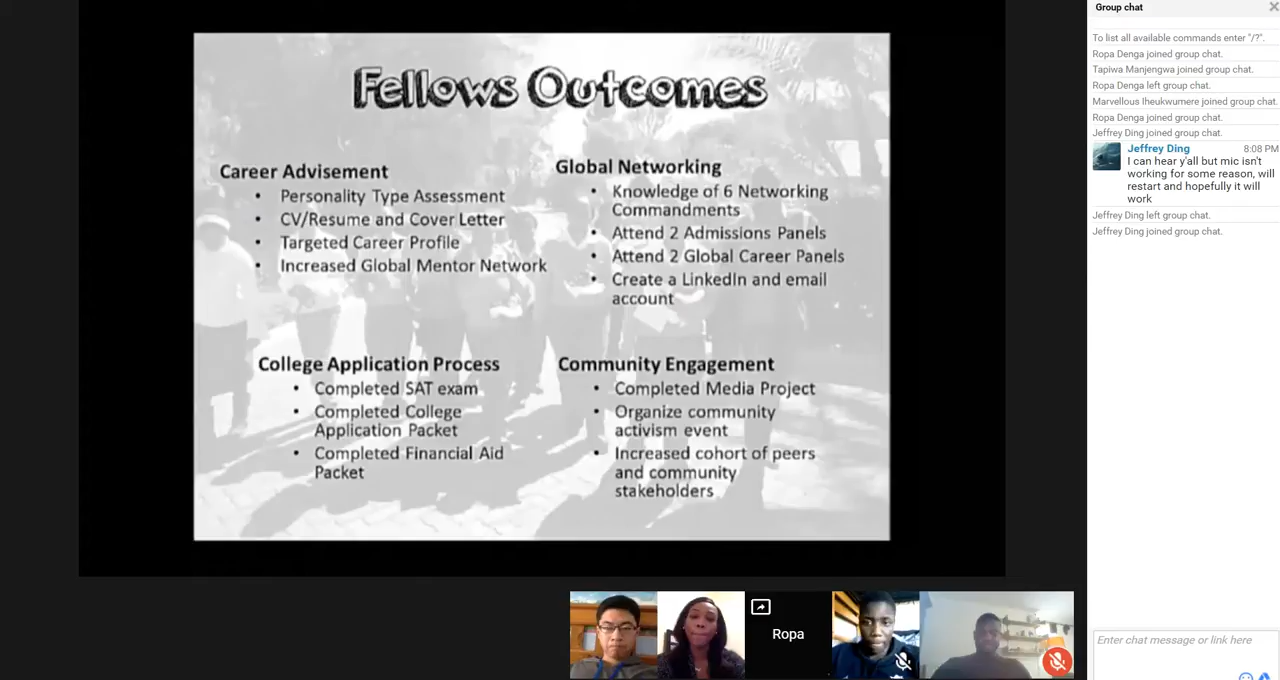 Fellows Outcomes
Career Advisement
• Personality Type Assessment
• CV/Resume and Cover Letter
• Targeted Career Profile
• Increased Global Mentor Network
Global Networking
• Knowledge of 6 Networking
Commandments
• Attend 2 Admissions Panels
• Attend 2 Global Career Panels
• Create a LinkedIn and email
account
College Application Process
• Completed SAT exam
• Completed College
Application Packet
• Completed Financial Aid
Packet
Community Engagement
• Completed Media Project
• Organize community
activism event
• Increased cohort of peers
and community
stakeholders
Ropa
Group chat
To list all available commands enter "/?".
Ropa Denga joined group chat.
Tapiwa Manjengwa joined group chat.
Ropa Denga left group chat.
Marvellous Iheukwumere joined group chat.
Ropa Denga joined group chat.
Jeffrey Ding joined group chat.
Jeffrey Ding 8:08 PM
I can hear y'all but mic isn't
working for some reason, will
restart and hopefully it will
work
Jeffrey Ding left group chat.
Jeffrey Ding joined group chat.
Enter chat message or link here